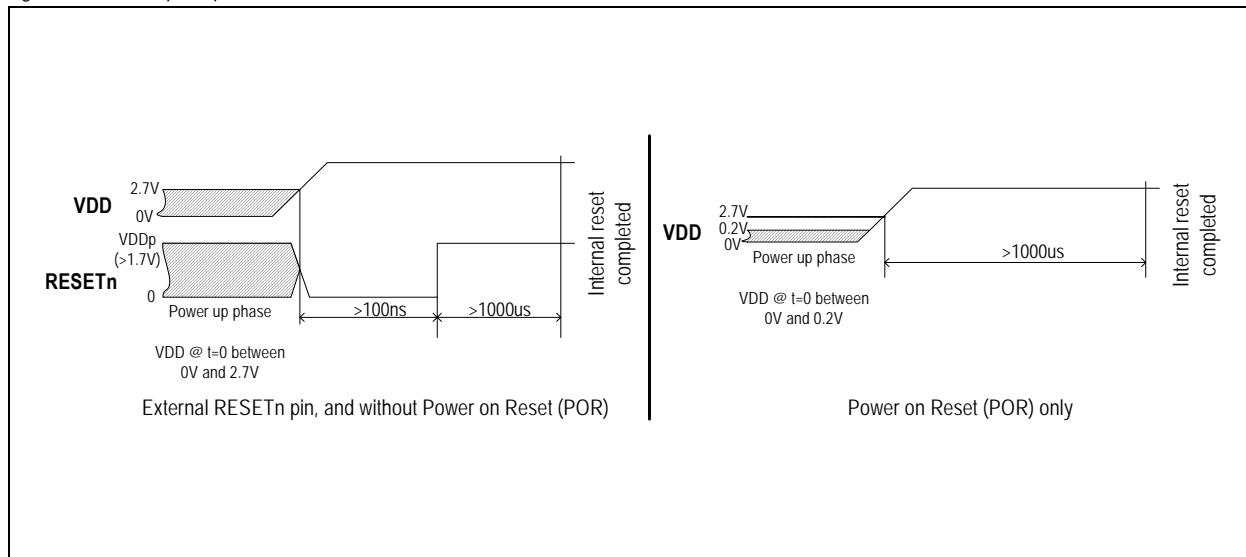 2.7V
VDD
0V
VDDp
(>1.7V)
RESETn
0
Power up phase
>100ns
>1000us
VDD @ t=0 between
0V and 2.7V
Internal reset
completed
External RESETn pin, and without Power on Reset (POR)
2.7V
0.2V
VDD
0V
Power up phase
>1000us
VDD @ t=0 between
0V and 0.2V
Internal reset
completed
Power on Reset (POR) only